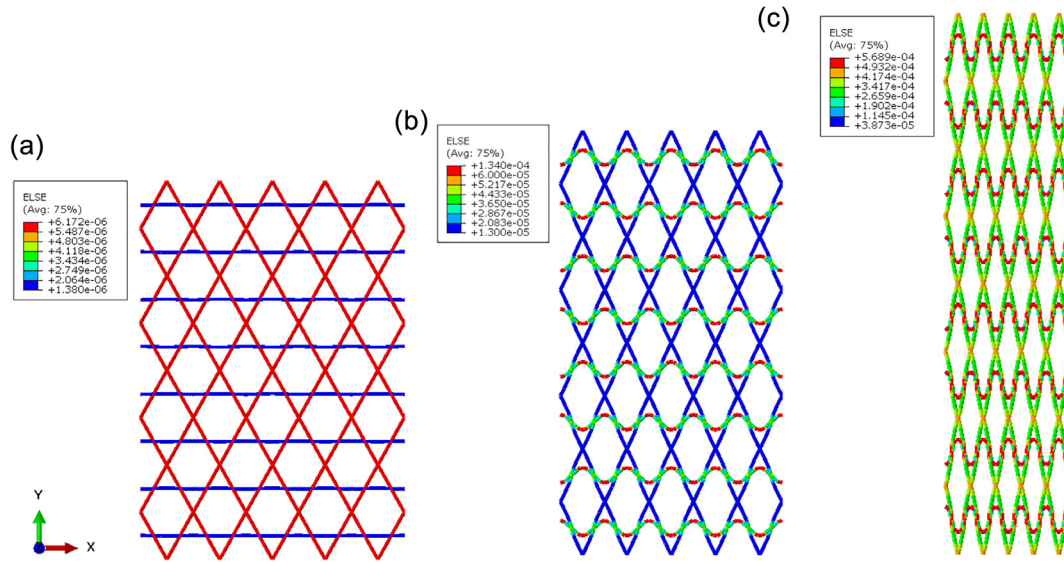 (a)
ELSE
(Avg: 75%)
+6.172e-06
+5.487e-06
+4.803e-06
+4.118e-06
+3.434e-06
+2.749e-06
+2.064e-06
+1.380e-06
Y
X
(b)
ELSE
(Avg: 75%)
+1.340e-04
+6.000e-05
+5.217e-05
+4.433e-05
+3.650e-05
+2.867e-05
+2.083e-05
+1.300e-05
(c)
ELSE
(Avg: 75%)
+5.689e-04
+4.932e-04
+4.174e-04
+3.417e-04
+2.659e-04
+1.902e-04
+1.145e-04
+3.873e-05